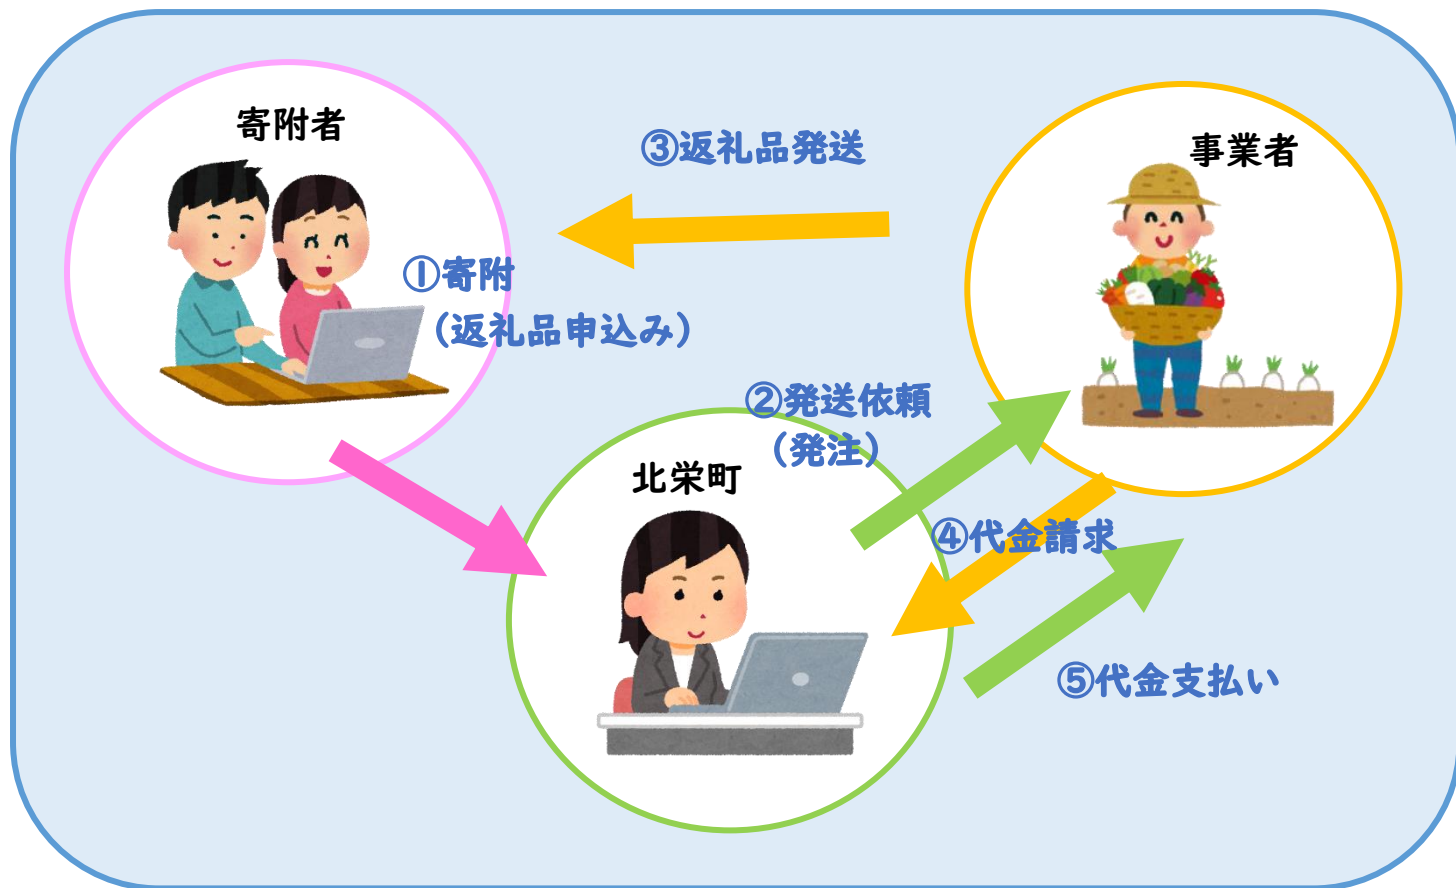 寄附者
事業者
③返礼品発送
①寄附
（返礼品申込み）
②発送依頼
（発注）
北栄町
④代金請求
⑤代金支払い